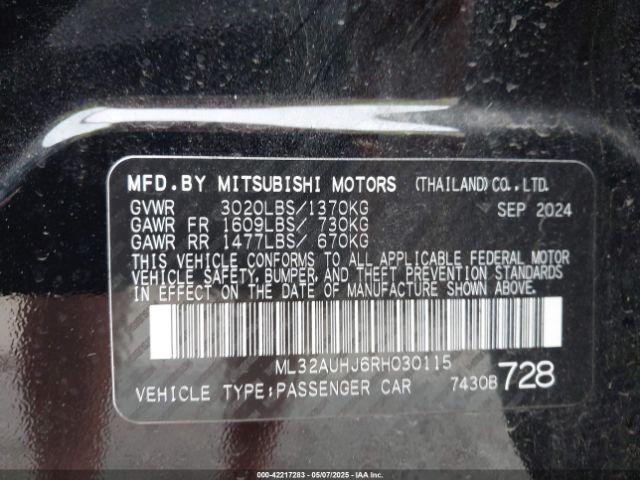 MFD.BY MITSUBISHI MOTORS (THAILAND)CO.,LTD.
GVWR 3020LBS/1370KG SEP 2024
GAWR FR 1609LBS/ 730KG
GAWR RR 1477LBS/ 670KG
THIS VEHICLE CONFORMS TO ALL APPLICABLE FEDERAL MOTOR
VEHICLE SAFETY, BUMPER, AND THEFT PREVENTION STANDARDS
IN EFFECT ON THE DATE OF MANUFACTURE SHOWN ABOVE.
ML32AUHJ6RH030115
VEHICLE TYPE:PASSENGER CAR 7430B 728
000-42217283 - 05/07/2025 - IAA Inc.